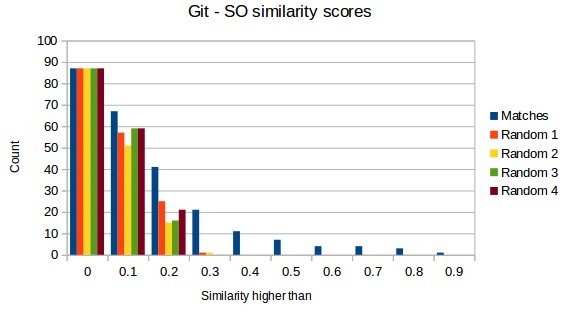 Git - SO similarity scores
100
90
80
70
60
50
40
30
20
10
0
Count
0 0.1 0.2 0.3 0.4 0.5 0.6 0.7 0.8 0.9
Similarity higher than
Matches
Random 1
Random 2
Random 3
Random 4